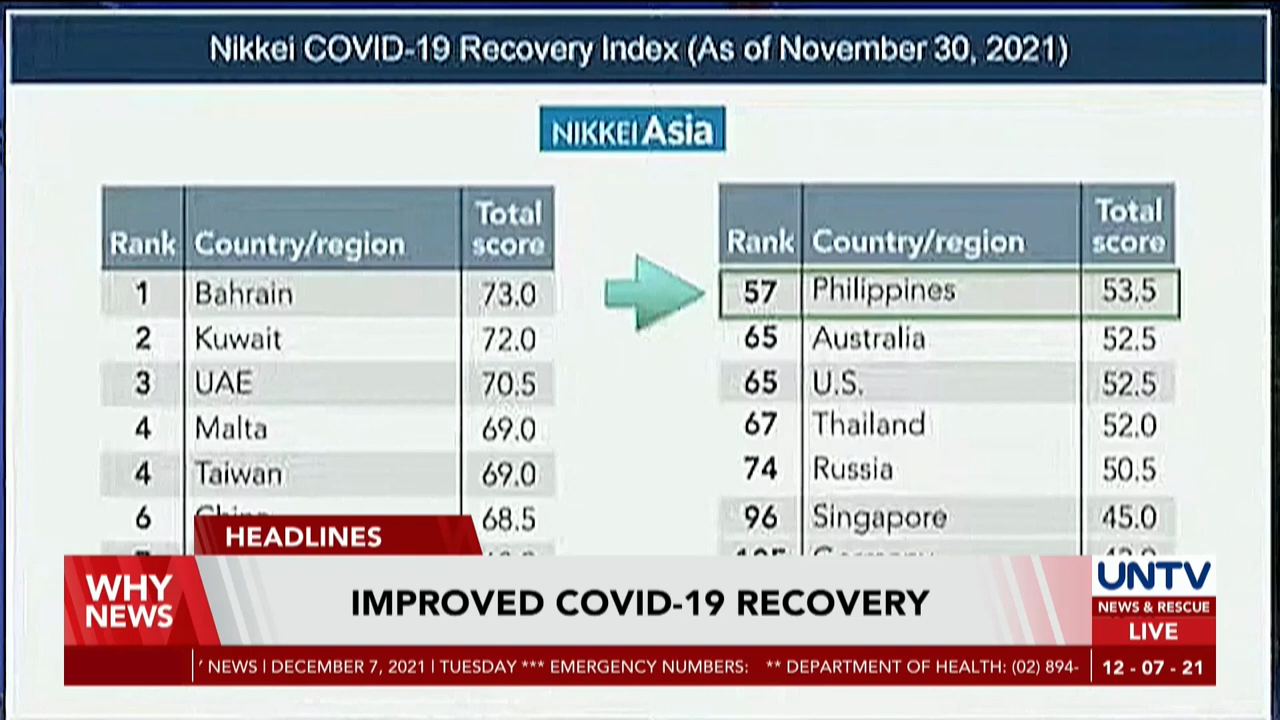 Nikkei COVID-19 Recovery Index (As of November 30, 2021)
NIKKEI Asia
Rank Country/region Total score
1 Bahrain 73.0
2 Kuwait 72.0
3 UAE 70.5
4 Malta 69.0
4 Taiwan 69.0
6 China 68.5
Rank Country/region Total score
57 Philippines 53.5
65 Australia 52.5
65 U.S. 52.5
67 Thailand 52.0
74 Russia 50.5
96 Singapore 45.0
HEADLINES
WHY NEWS
IMPROVED COVID-19 RECOVERY
UNTV
NEWS & RESCUE
LIVE
NEWS | DECEMBER 7, 2021 | TUESDAY *** EMERGENCY NUMBERS: ** DEPARTMENT OF HEALTH: (02) 894-
12 - 07 - 21